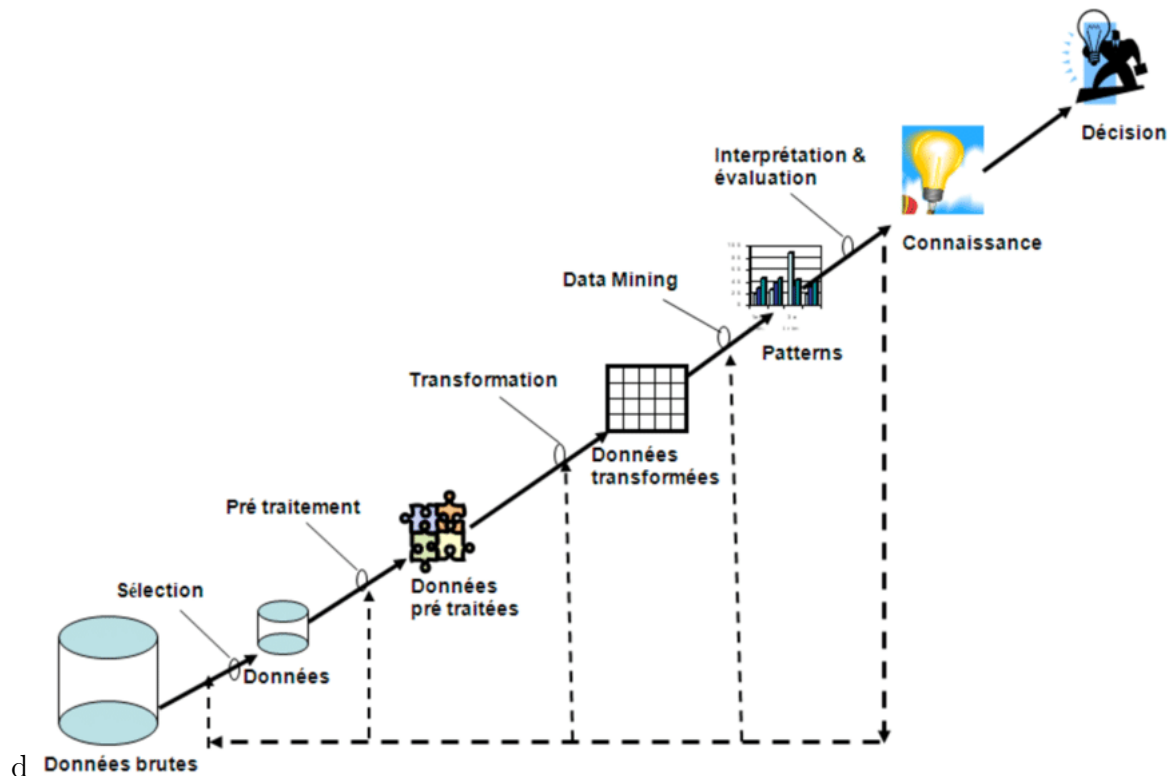 Décision
Interprétation &
évaluation
Connaissance
Data Mining
Patterns
Transformation
Données
transformées
Pré traitement
Données
pré traitées
Sélection
Données
d
Données brutes